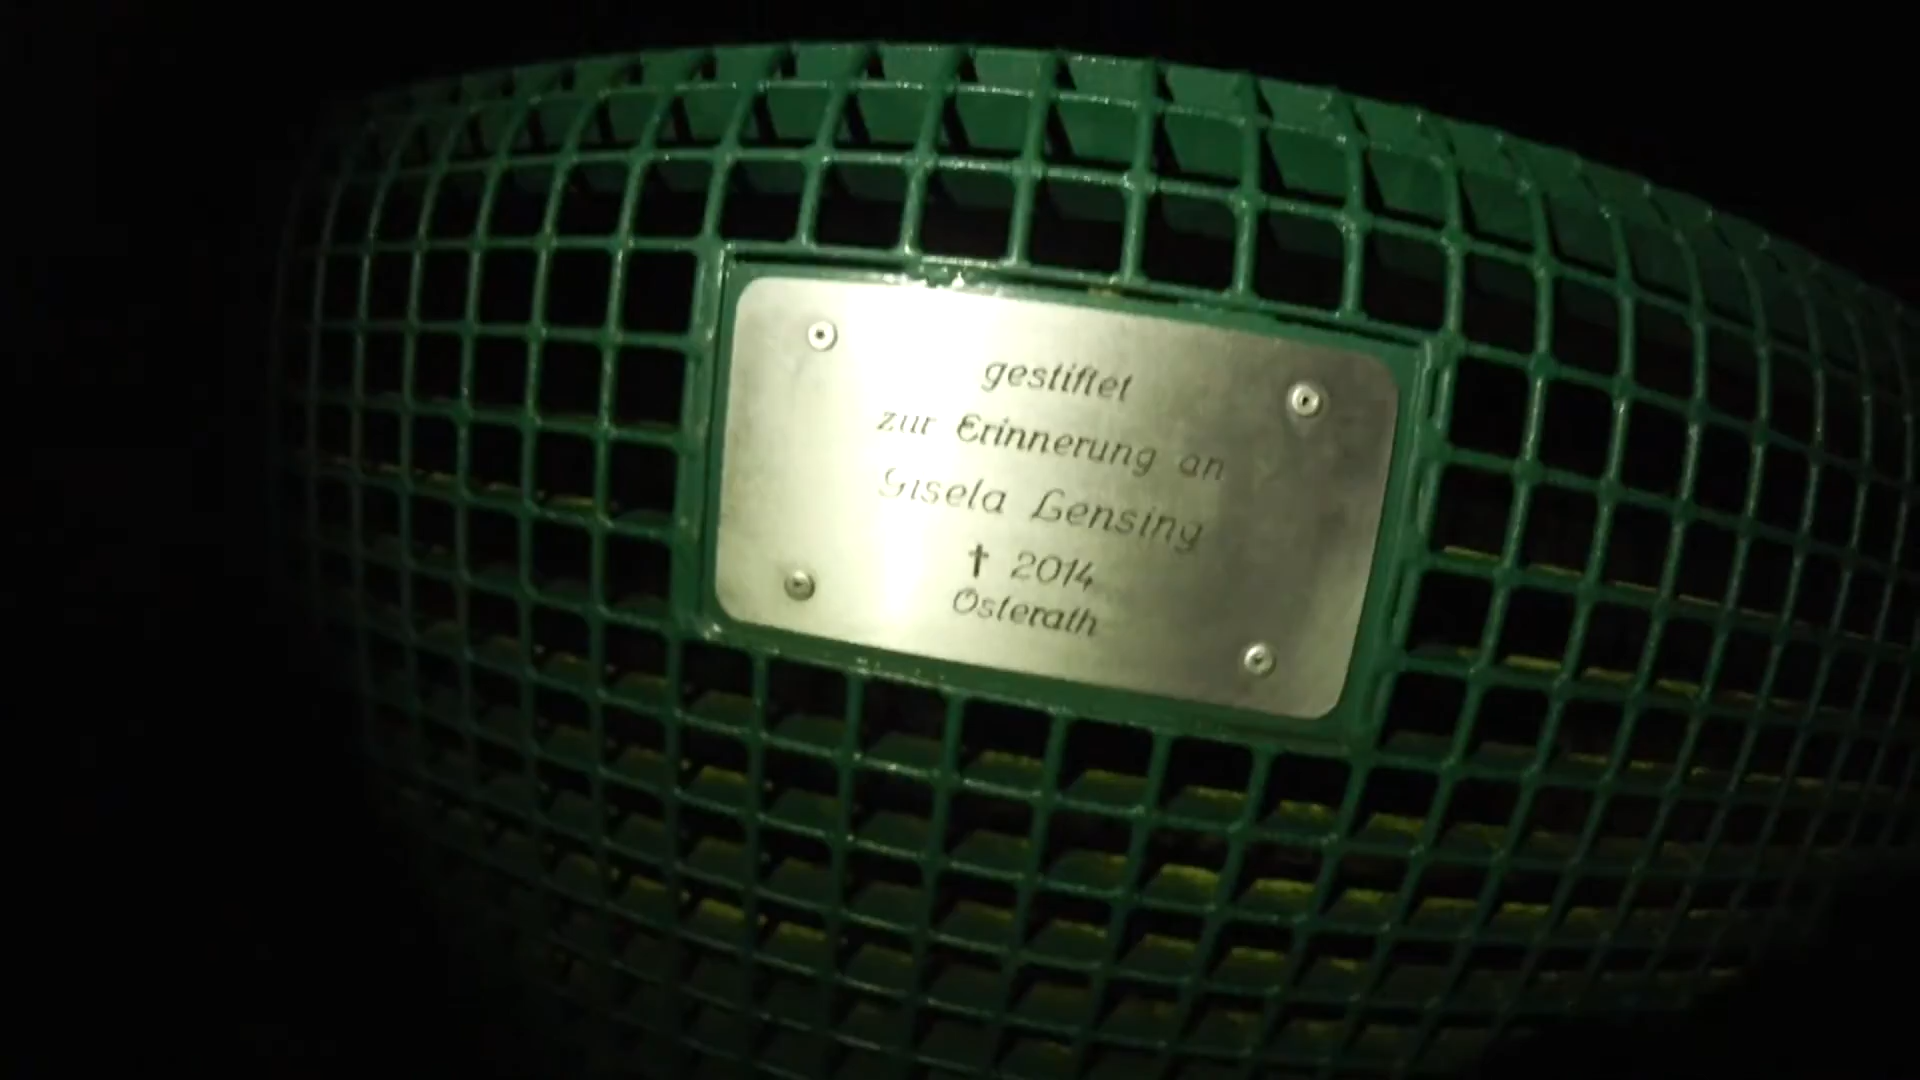 gestiftet
zur Erinnerung an
Gisela Lensing
† 2014
Osterath